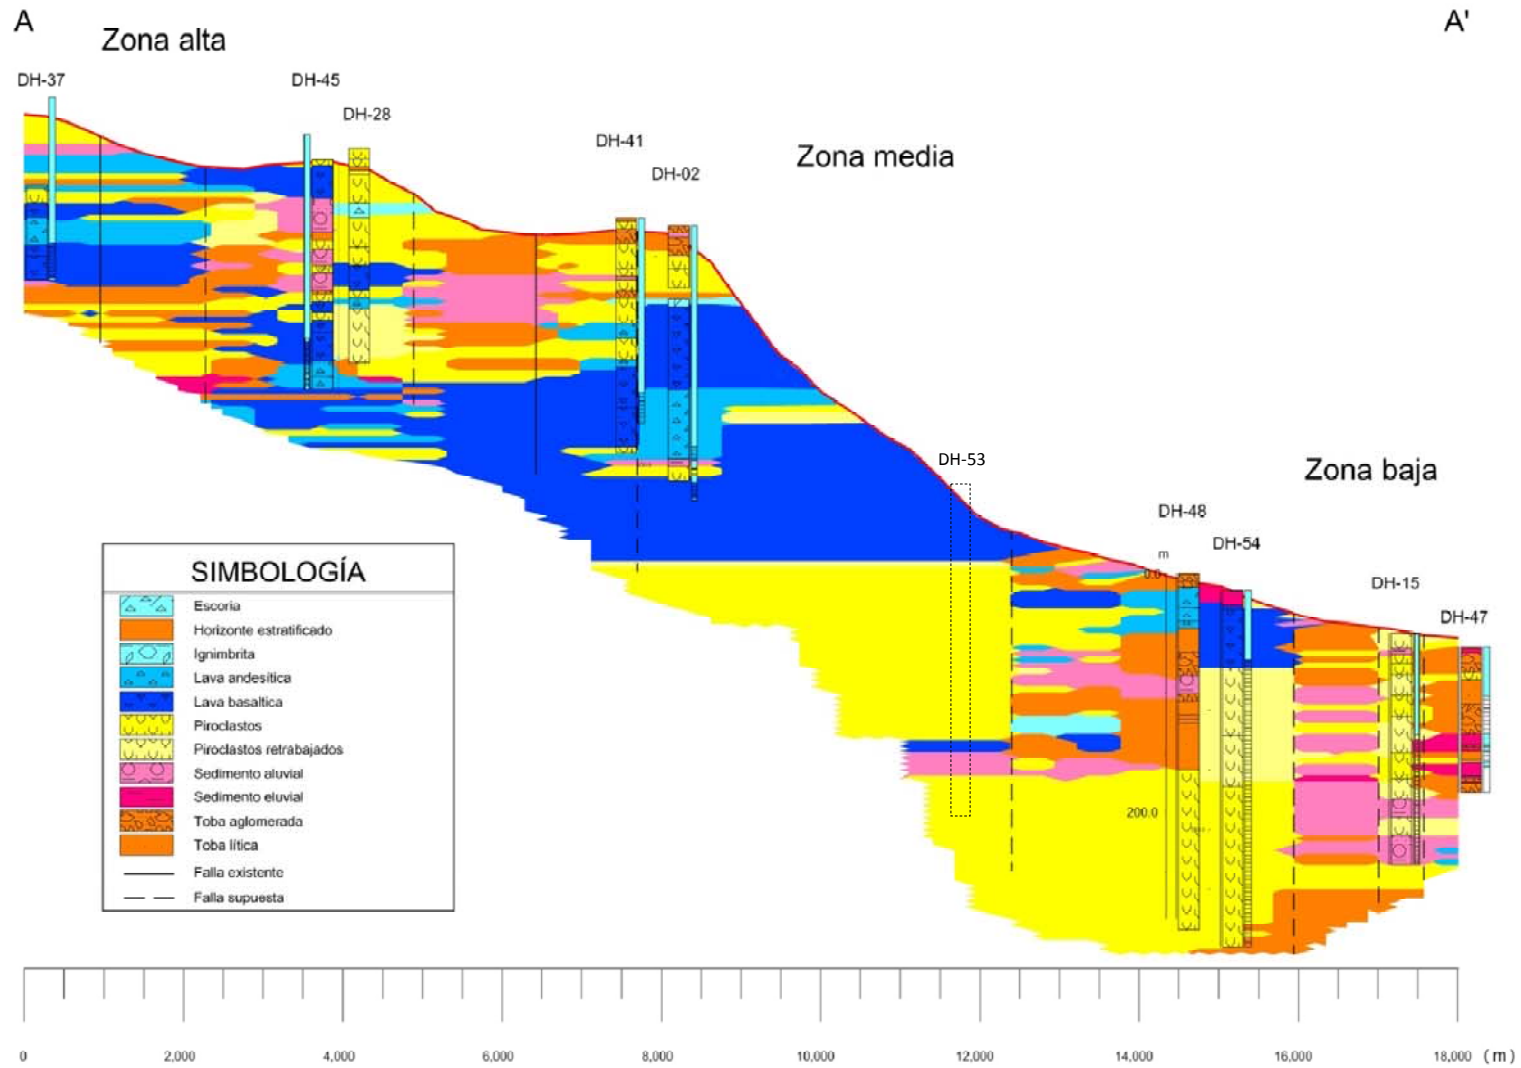 A
A'
Zona alta
DH-37
DH-45
DH-28
DH-41
Zona media
DH-02
DH-53
Zona baja
DH-48
DH-54
m
0.0
DH-15
DH-47
200.0
SIMBOLOGÍA
Escoria
Horizonte estratificado
Ignimbrita
Lava andesítica
Lava basaltica
Piroclastos
Piroclastos retrabajados
Sedimento aluvial
Sedimento eluvial
Toba aglomerada
Toba lítica
Falla existente
Falla supuesta
0 2,000 4,000 6,000 8,000 10,000 12,000 14,000 16,000 18,000 (m)